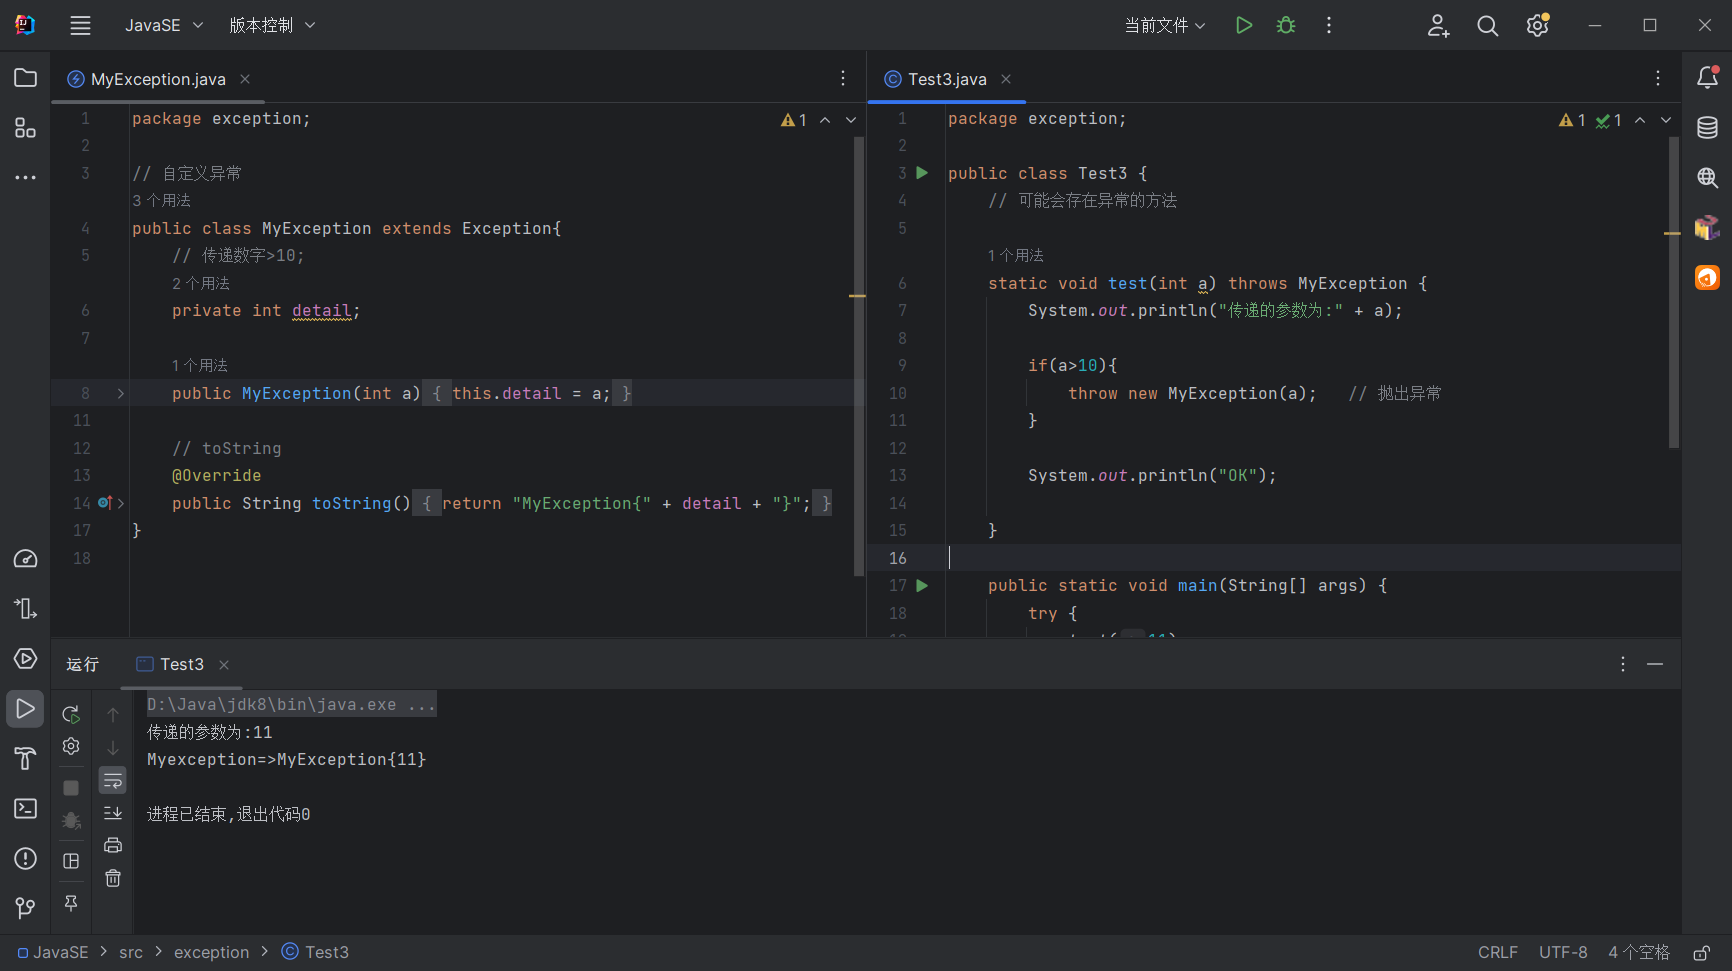 JavaSE
版本控制
当前文件
MyException.java
1 package exception;
2
3 // 自定义异常
3 个用法
4 public class MyException extends Exception{
5 // 传递数字>10;
2 个用法
6 private int detail;
7
1 个用法
8 public MyException(int a) { this.detail = a; }
11
12 // toString
13 @Override
14 public String toString() { return "MyException{" + detail + "}"; }
17 }
18
1
Test3.java
1 package exception;
2
3 public class Test3 {
4 // 可能会存在异常的方法
5
1 个用法
6 static void test(int a) throws MyException {
7 System.out.println("传递的参数为:" + a);
8
9 if(a>10){
10 throw new MyException(a); // 抛出异常
11 }
12
13 System.out.println("OK");
14
15 }
16
17 public static void main(String[] args) {
18 try {
1 1
运行
Test3
D:\Java\jdk8\bin\java.exe ...
传递的参数为:11
Myexception=>MyException{11}
进程已结束,退出代码0
JavaSE > src > exception > Test3
CRLF UTF-8 4 个空格